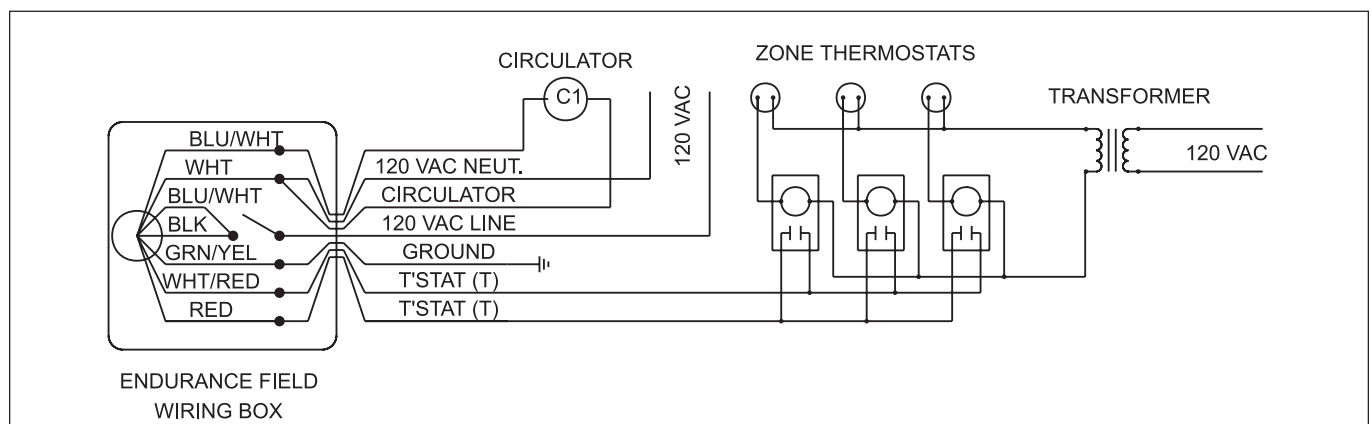 CIRCULATOR
C1
ZONE THERMOSTATS
TRANSFORMER
120 VAC
120 VAC
BLU/WHT
WHT
BLU/WHT
BLK
GRN/YEL
WHT/RED
RED
120 VAC NEUT.
CIRCULATOR
120 VAC LINE
GROUND
T'STAT (T)
T'STAT (T)
ENDURANCE FIELD
WIRING BOX